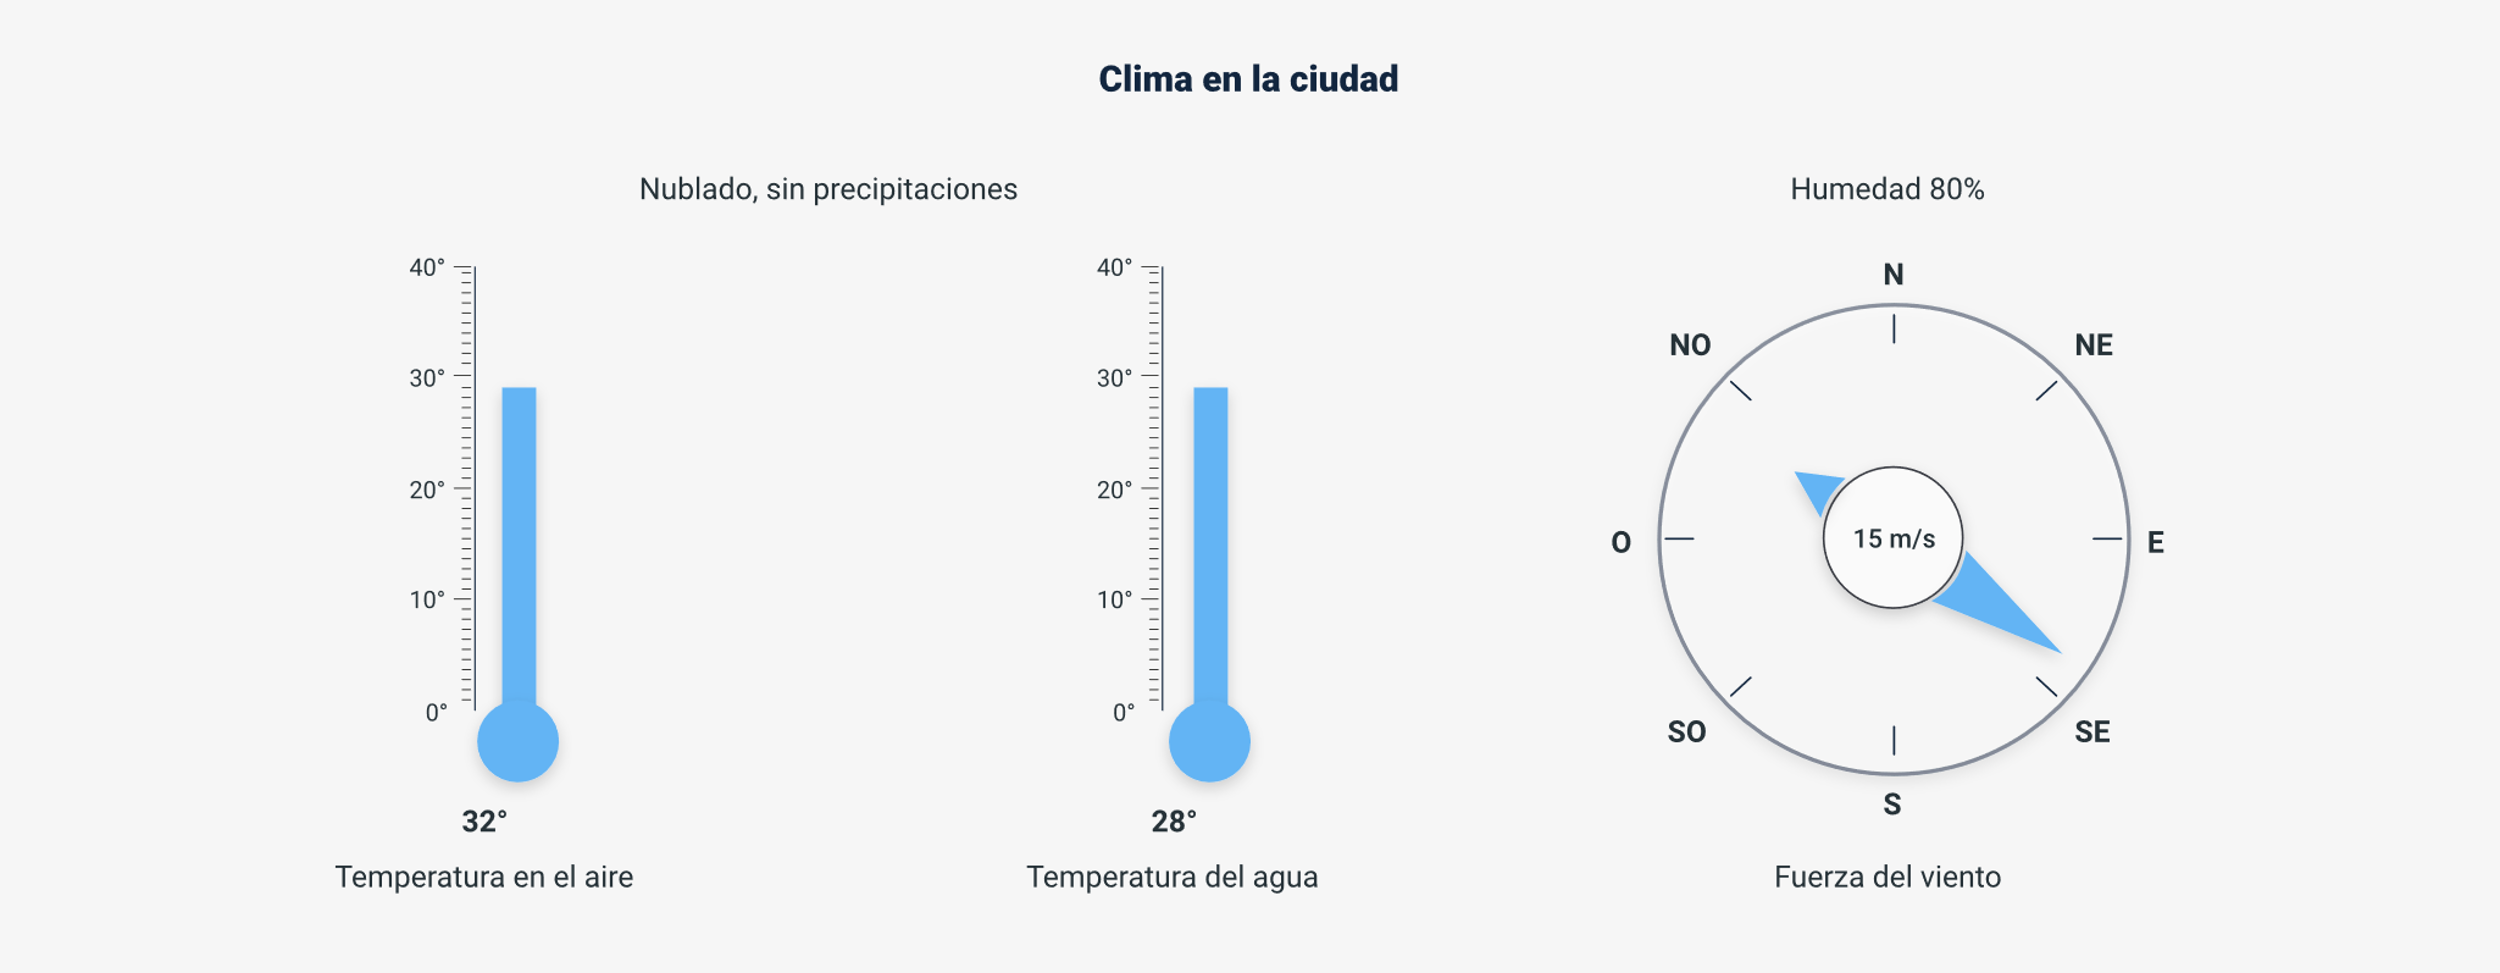 Clima en la ciudad
Nublado, sin precipitaciones
40°
30°
20°
10°
0°
32°
Temperatura en el aire
40°
30°
20°
10°
0°
28°
Temperatura del agua
Humedad 80%
N
NO
NE
O
15 m/s
E
SO
SE
S
Fuerza del viento